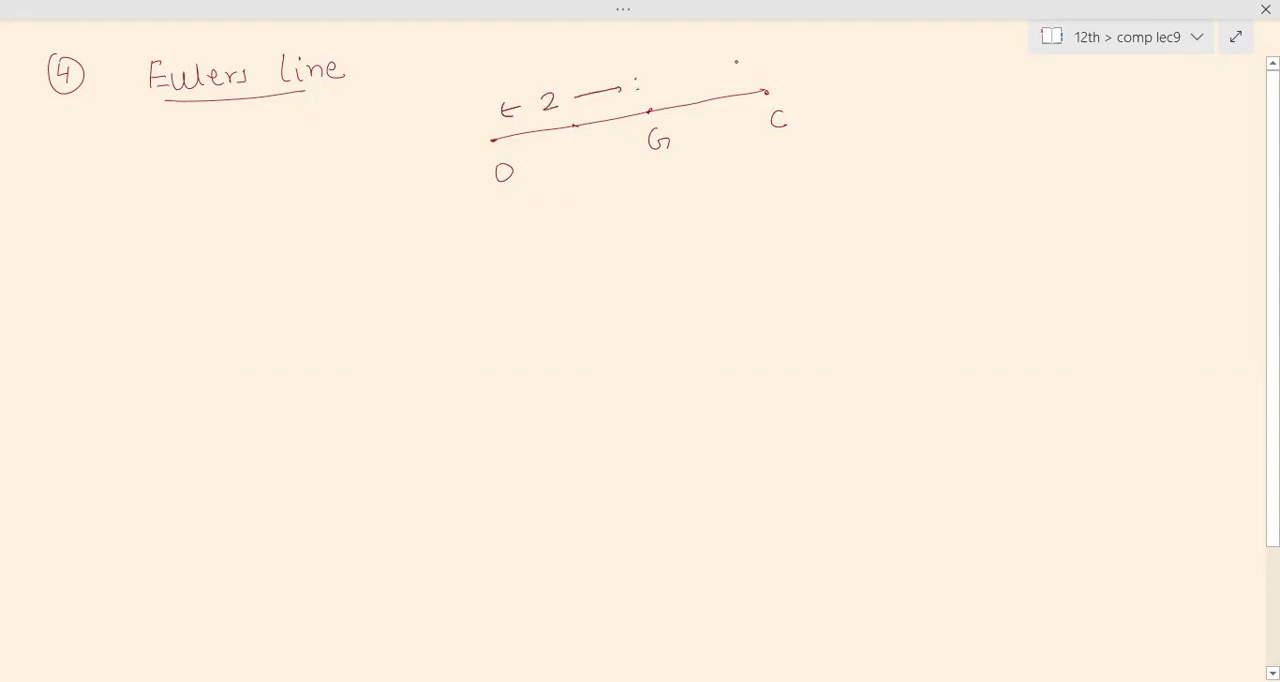 12th > comp lec9
④ Eulers line
← 2 → :
O G C